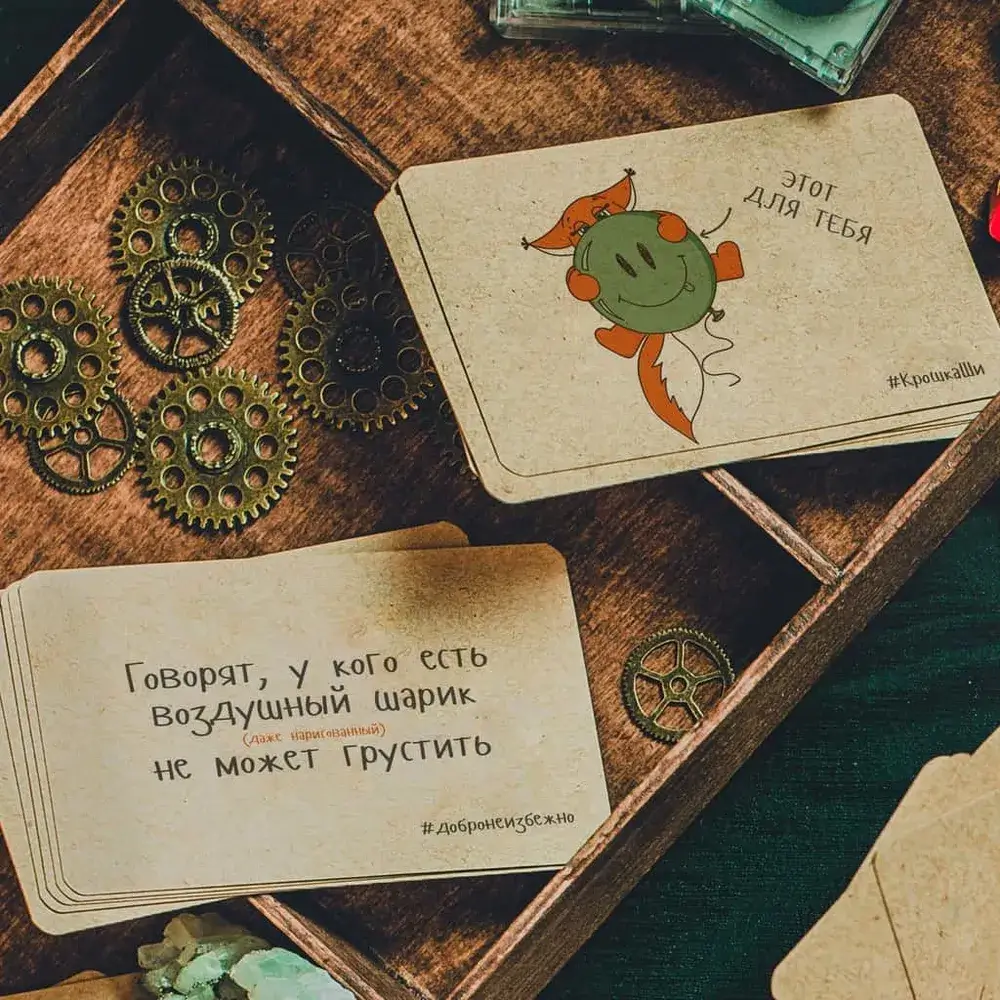 ЭТОТ
ДЛЯ ТЕБЯ
#КрошкаШи
Говорят, у кого есть
воздушный шарик
(даже нарисованный)
не может грустить
#добронеизбежно